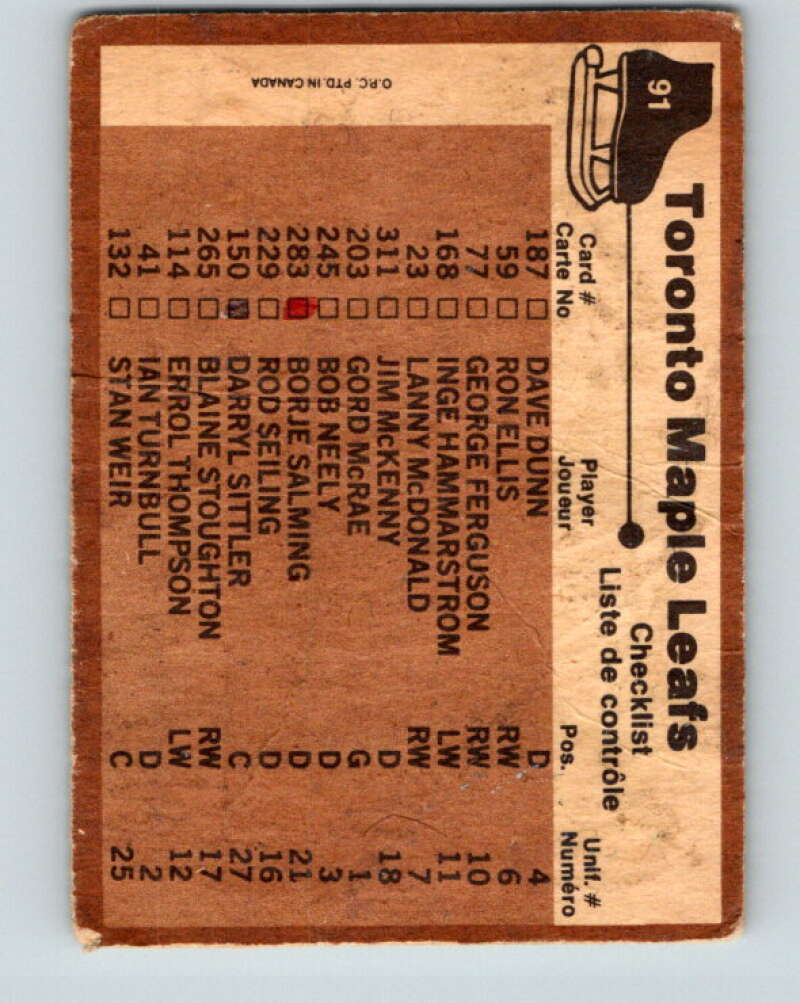 91
Toronto Maple Leafs
Checklist
Liste de contrôle
Card # Player Pos. Unif. #
Carte No Joueur Numéro
187 □ DAVE DUNN D 4
59 □ RON ELLIS RW 6
77 □ GEORGE FERGUSON RW 10
168 □ INGE HAMMARSTROM LW 11
23 □ LANNY McDONALD RW 7
311 □ JIM McKENNY D 18
203 □ GORD McRAE G 1
245 □ BOB NEELY D 3
283 □ BORJE SALMING D 21
229 □ ROD SEILING D 16
150 □ DARRYL SITTLER C 27
265 □ BLAINE STOUGHTON RW 17
114 □ ERROL THOMPSON LW 12
41 □ IAN TURNBULL D 2
132 □ STAN WEIR C 25
O.P.C. PTD. IN CANADA